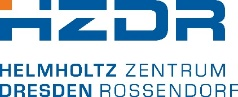 HZDR
HELMHOLTZ ZENTRUM
DRESDEN ROSSENDORF